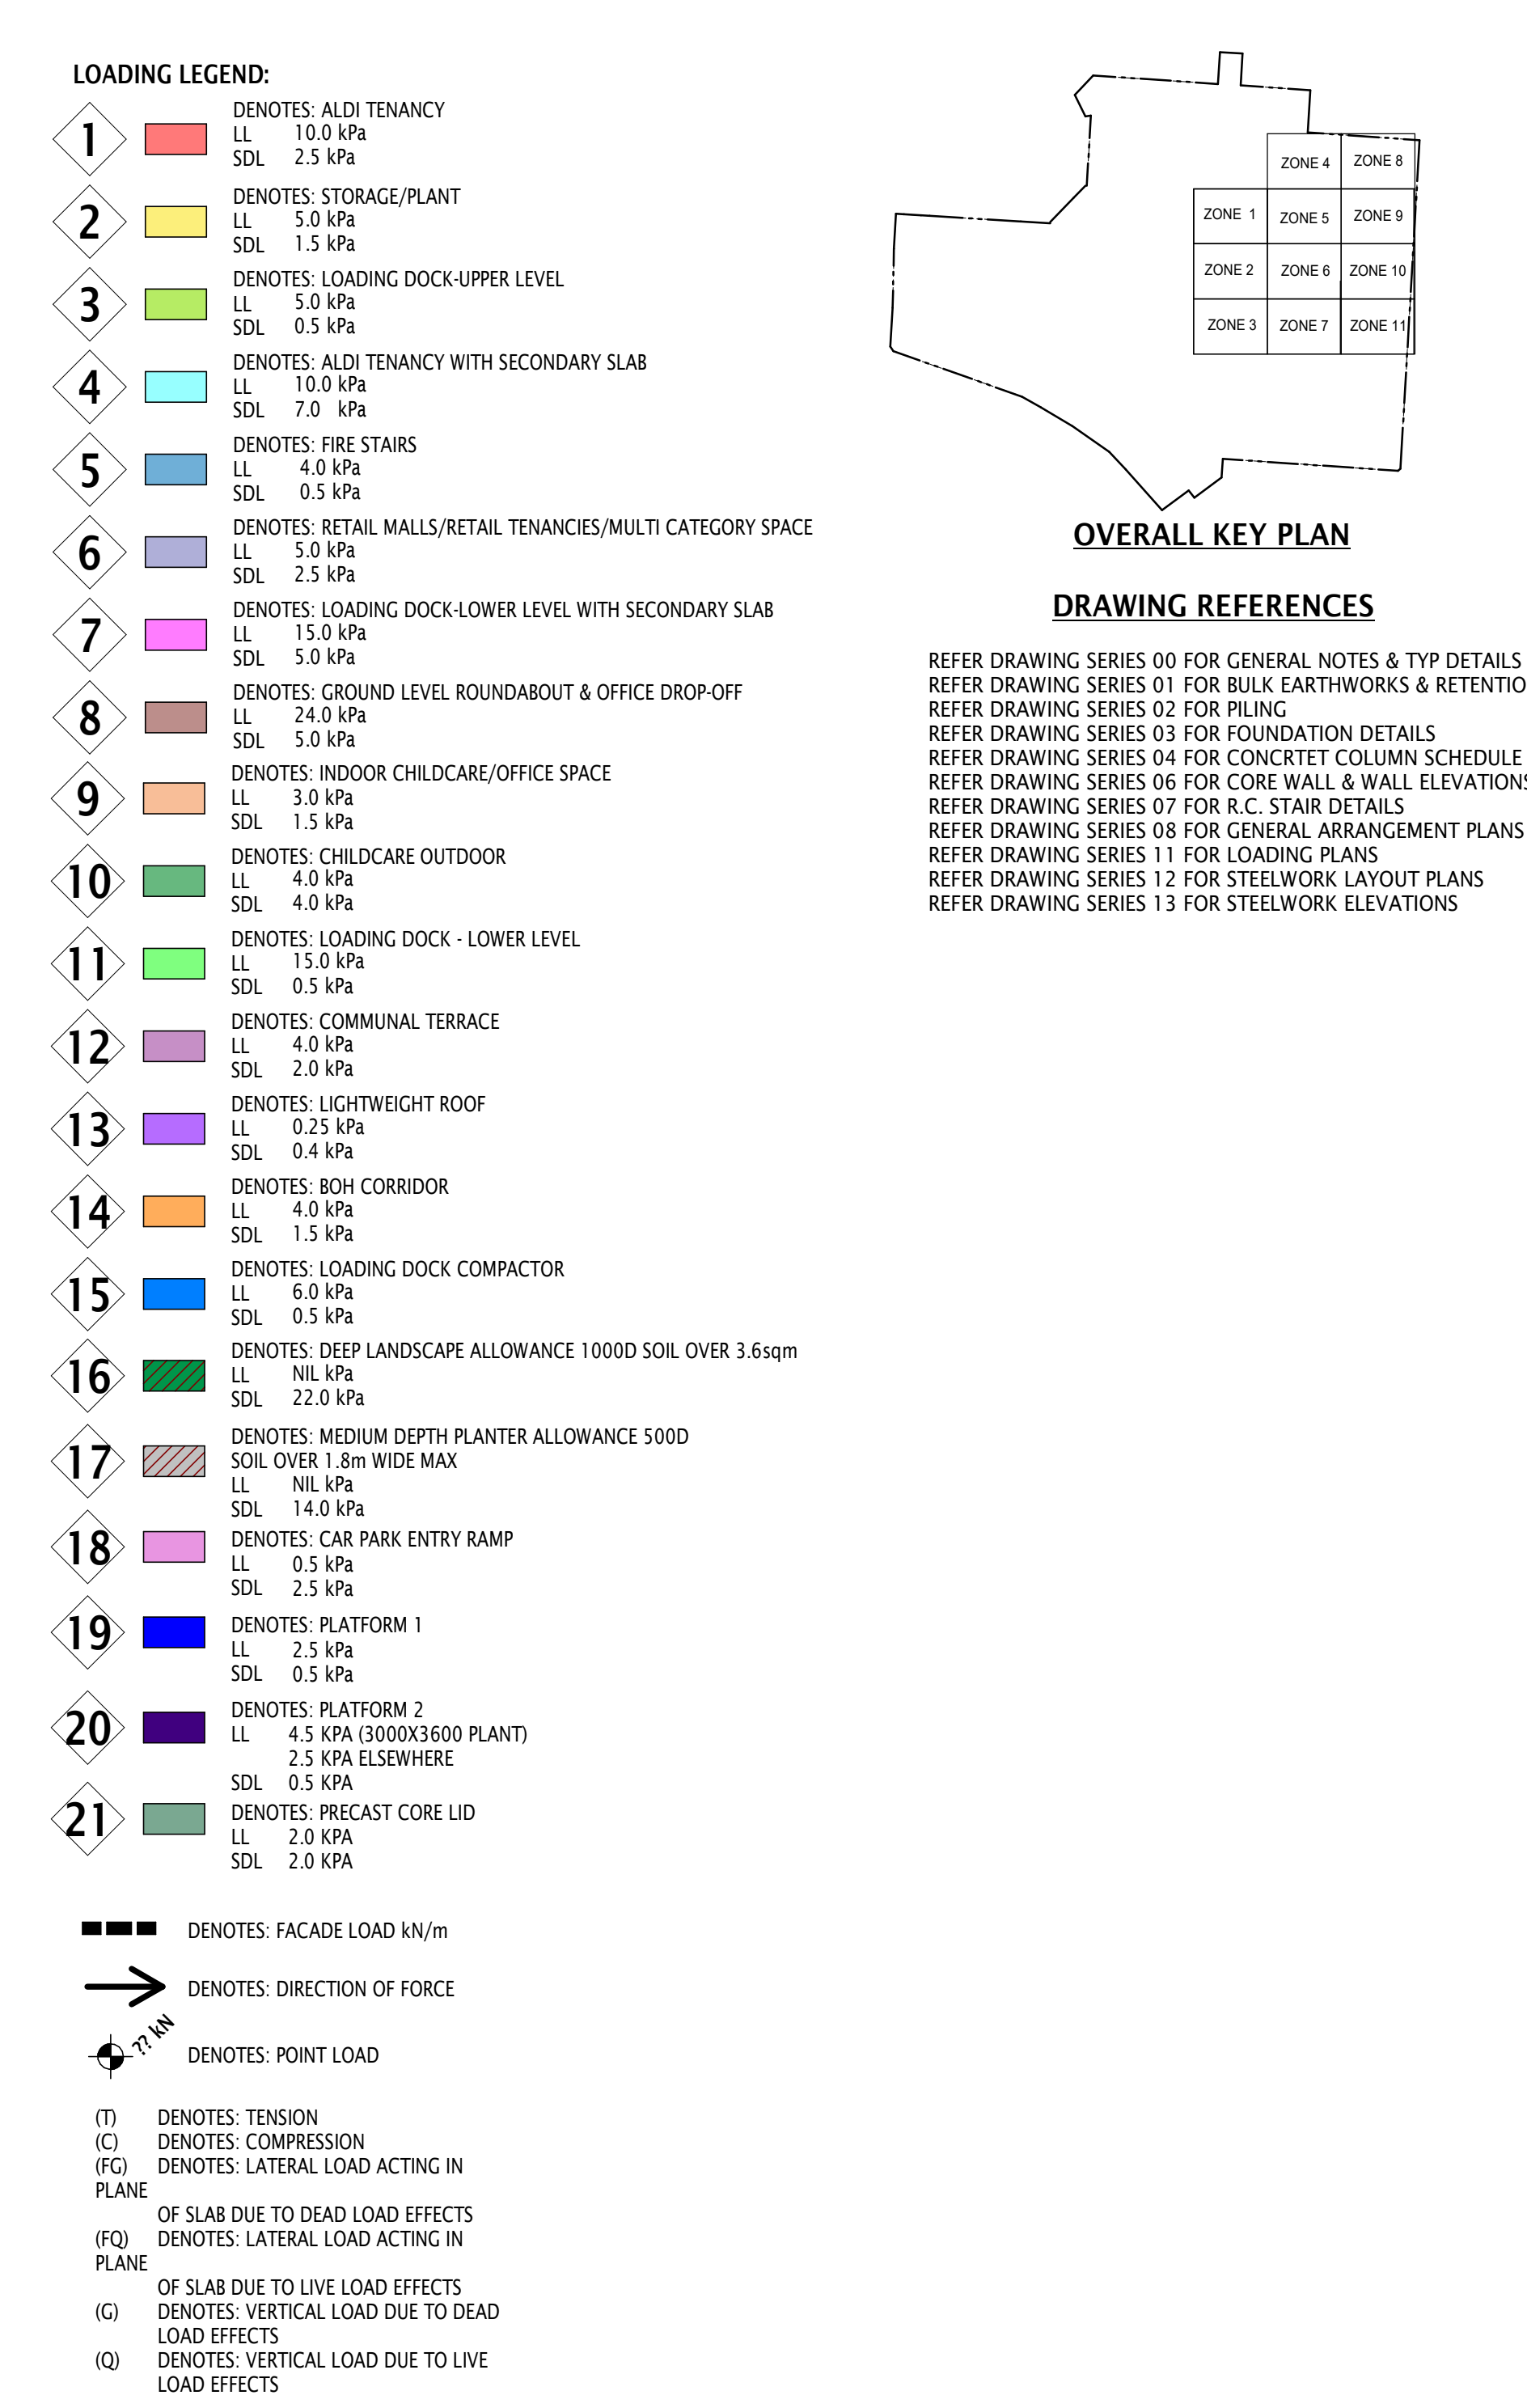 LOADING LEGEND:
1
DENOTES: ALDI TENANCY
LL 10.0 kPa
SDL 2.5 kPa
2
DENOTES: STORAGE/PLANT
LL 5.0 kPa
SDL 1.5 kPa
3
DENOTES: LOADING DOCK-UPPER LEVEL
LL 5.0 kPa
SDL 0.5 kPa
4
DENOTES: ALDI TENANCY WITH SECONDARY SLAB
LL 10.0 kPa
SDL 7.0 kPa
5
DENOTES: FIRE STAIRS
LL 4.0 kPa
SDL 0.5 kPa
6
DENOTES: RETAIL MALLS/RETAIL TENANCIES/MULTI CATEGORY SPACE
LL 5.0 kPa
SDL 2.5 kPa
7
DENOTES: LOADING DOCK-LOWER LEVEL WITH SECONDARY SLAB
LL 15.0 kPa
SDL 5.0 kPa
8
DENOTES: GROUND LEVEL ROUNDABOUT & OFFICE DROP-OFF
LL 24.0 kPa
SDL 5.0 kPa
9
DENOTES: INDOOR CHILDCARE/OFFICE SPACE
LL 3.0 kPa
SDL 1.5 kPa
10
DENOTES: CHILDCARE OUTDOOR
LL 4.0 kPa
SDL 4.0 kPa
11
DENOTES: LOADING DOCK - LOWER LEVEL
LL 15.0 kPa
SDL 0.5 kPa
12
DENOTES: COMMUNAL TERRACE
LL 4.0 kPa
SDL 2.0 kPa
13
DENOTES: LIGHTWEIGHT ROOF
LL 0.25 kPa
SDL 0.4 kPa
14
DENOTES: BOH CORRIDOR
LL 4.0 kPa
SDL 1.5 kPa
15
DENOTES: LOADING DOCK COMPACTOR
LL 6.0 kPa
SDL 0.5 kPa
16
DENOTES: DEEP LANDSCAPE ALLOWANCE 1000D SOIL OVER 3.6sqm
LL NIL kPa
SDL 22.0 kPa
17
DENOTES: MEDIUM DEPTH PLANTER ALLOWANCE 500D
SOIL OVER 1.8m WIDE MAX
LL NIL kPa
SDL 14.0 kPa
18
DENOTES: CAR PARK ENTRY RAMP
LL 0.5 kPa
SDL 2.5 kPa
19
DENOTES: PLATFORM 1
LL 2.5 kPa
SDL 0.5 kPa
20
DENOTES: PLATFORM 2
LL 4.5 KPA (3000X3600 PLANT)
2.5 KPA ELSEWHERE
SDL 0.5 KPA
21
DENOTES: PRECAST CORE LID
LL 2.0 KPA
SDL 2.0 KPA
DENOTES: FACADE LOAD kN/m
DENOTES: DIRECTION OF FORCE
?? kN
DENOTES: POINT LOAD
(T) DENOTES: TENSION
(C) DENOTES: COMPRESSION
(FG) DENOTES: LATERAL LOAD ACTING IN
PLANE
OF SLAB DUE TO DEAD LOAD EFFECTS
(FQ) DENOTES: LATERAL LOAD ACTING IN
PLANE
OF SLAB DUE TO LIVE LOAD EFFECTS
(G) DENOTES: VERTICAL LOAD DUE TO DEAD
LOAD EFFECTS
(Q) DENOTES: VERTICAL LOAD DUE TO LIVE
LOAD EFFECTS
ZONE 4 ZONE 8
ZONE 1 ZONE 5 ZONE 9
ZONE 2 ZONE 6 ZONE 10
ZONE 3 ZONE 7 ZONE 11
OVERALL KEY PLAN
DRAWING REFERENCES
REFER DRAWING SERIES 00 FOR GENERAL NOTES & TYP DETAILS
REFER DRAWING SERIES 01 FOR BULK EARTHWORKS & RETENTIO
REFER DRAWING SERIES 02 FOR PILING
REFER DRAWING SERIES 03 FOR FOUNDATION DETAILS
REFER DRAWING SERIES 04 FOR CONCRTET COLUMN SCHEDULE
REFER DRAWING SERIES 06 FOR CORE WALL & WALL ELEVATIONS
REFER DRAWING SERIES 07 FOR R.C. STAIR DETAILS
REFER DRAWING SERIES 08 FOR GENERAL ARRANGEMENT PLANS
REFER DRAWING SERIES 11 FOR LOADING PLANS
REFER DRAWING SERIES 12 FOR STEELWORK LAYOUT PLANS
REFER DRAWING SERIES 13 FOR STEELWORK ELEVATIONS